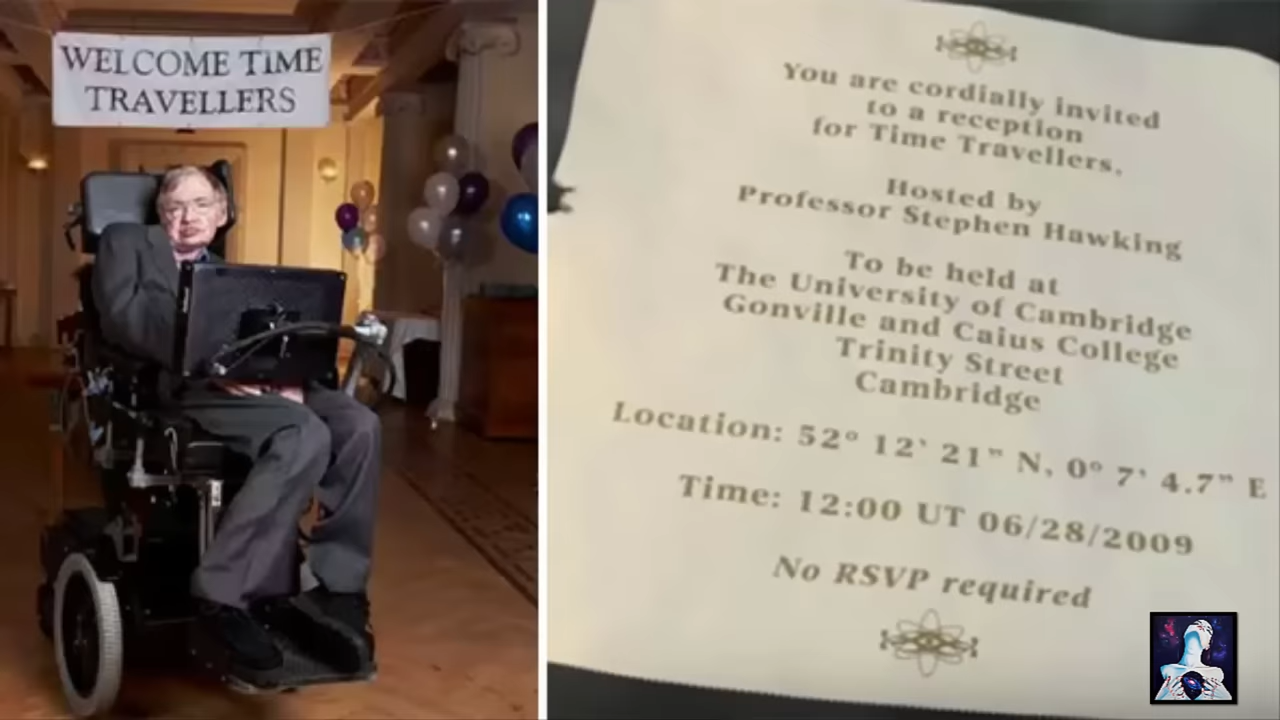 WELCOME TIME
TRAVELLERS
You are cordially invited
to a reception
for Time Travellers,
Hosted by
Professor Stephen Hawking
To be held at
The University of Cambridge
Gonville and Caius College
Trinity Street
Cambridge
Location: 52° 12` 21” N, 0° 7` 4.7” E
Time: 12:00 UT 06/28/2009
No RSVP required